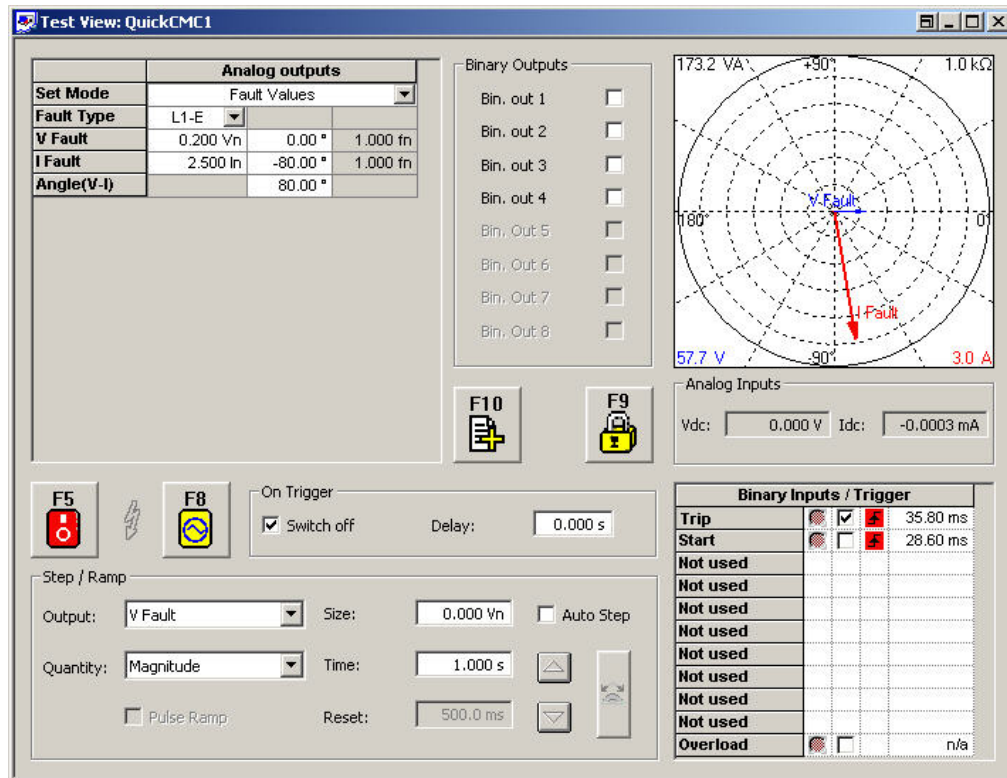 Test View: QuickCMC1
Analog outputs
Set Mode Fault Values
Fault Type L1-E
V Fault 0.200 Vn 0.00 ° 1.000 fn
I Fault 2.500 In -80.00 ° 1.000 fn
Angle(V-I) 80.00 °
Binary Outputs
Bin. out 1
Bin. out 2
Bin. out 3
Bin. out 4
Bin. Out 5
Bin. Out 6
Bin. Out 7
Bin. Out 8
173.2 VA +90° 1.0 kΩ
V Fault
180° 0°
I Fault
57.7 V -90° 3.0 A
F10
F9
Analog Inputs
Vdc: 0.000 V Idc: -0.0003 mA
F5
F8
On Trigger
Switch off Delay: 0.000 s
Step / Ramp
Output: V Fault Size: 0.000 Vn Auto Step
Quantity: Magnitude Time: 1.000 s
Pulse Ramp Reset: 500.0 ms
Binary Inputs / Trigger
Trip 35.80 ms
Start 28.60 ms
Not used
Not used
Not used
Not used
Not used
Not used
Not used
Not used
Overload n/a